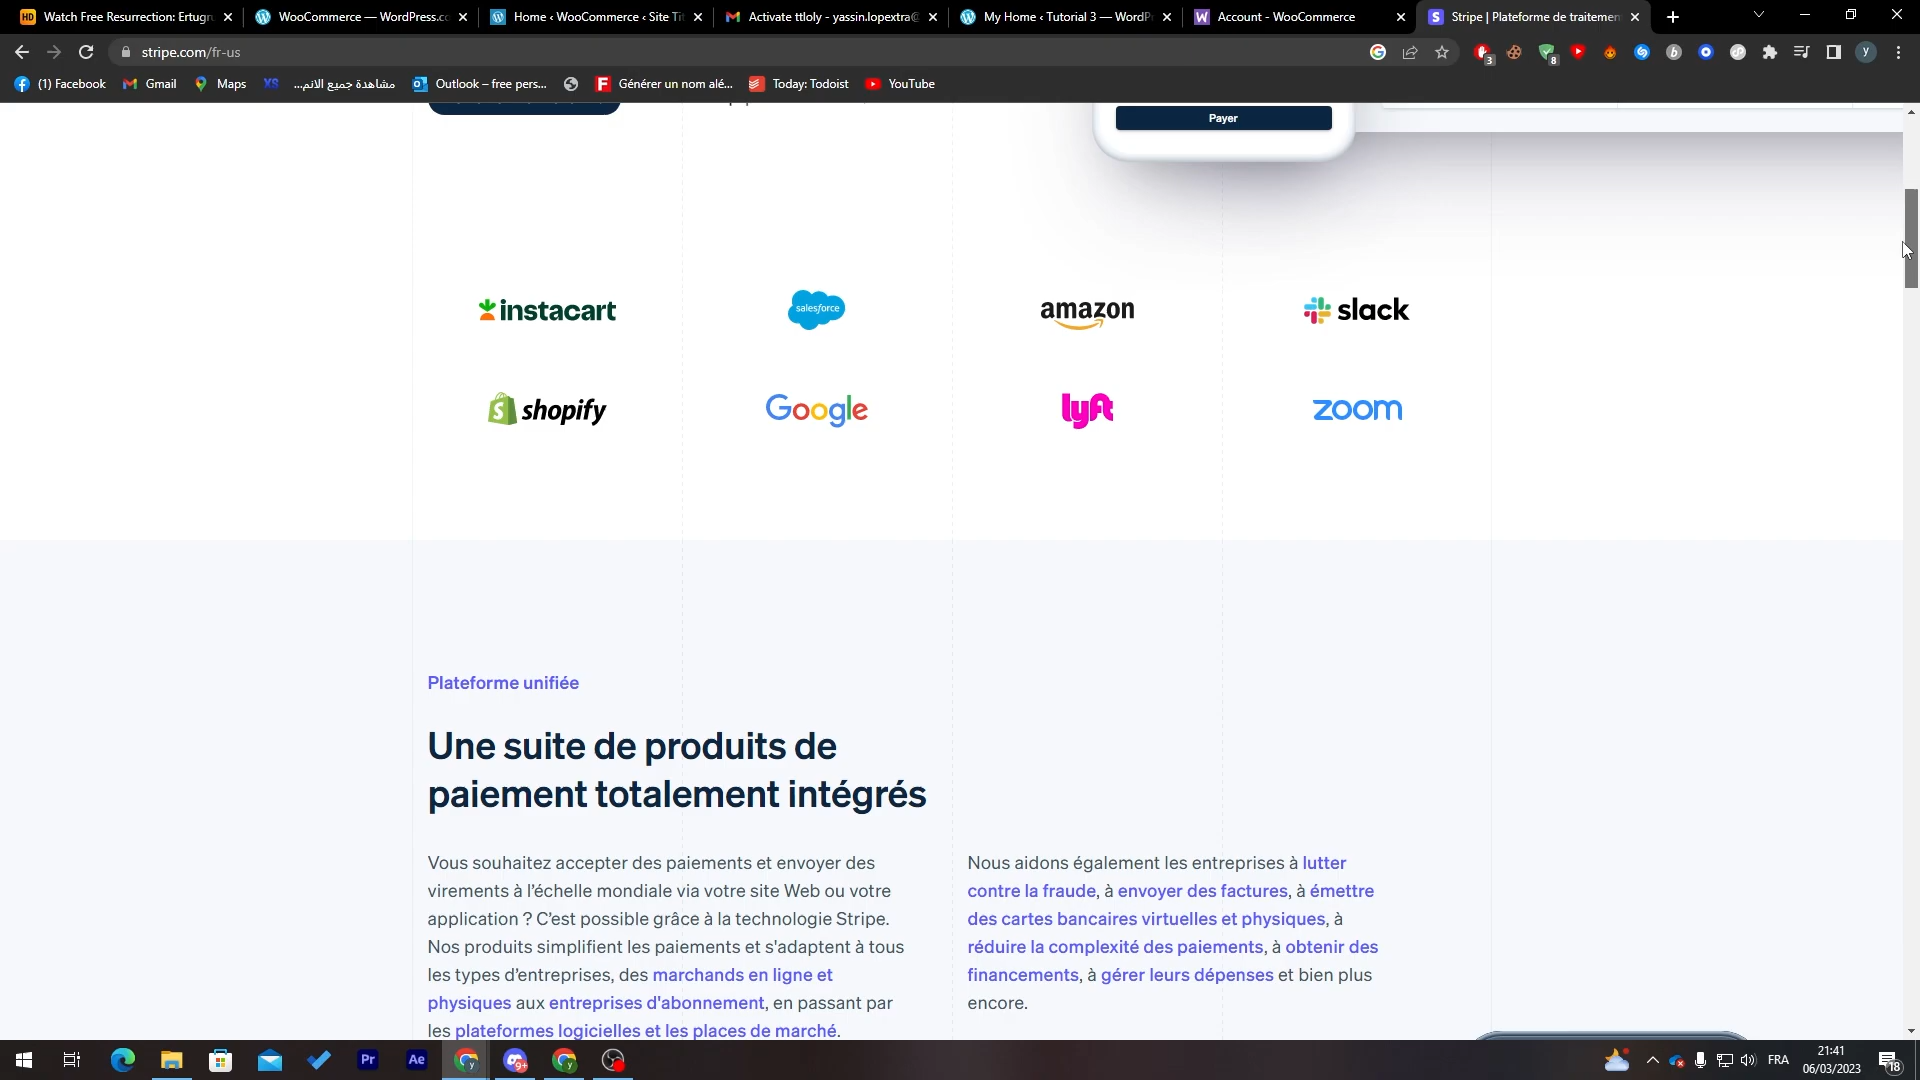 Watch Free Resurrection: Ertugr
WooCommerce — WordPress.co
Home ‹ WooCommerce ‹ Site Tit
Activate ttloly - yassin.lopextra@
My Home ‹ Tutorial 3 — WordPr
Account - WooCommerce
Stripe | Plateforme de traitemen
stripe.com/fr-us
(1) Facebook
Gmail
Maps
XS
مشاهدة جميع الانم...
Outlook – free pers...
Générer un nom alé...
Today: Todoist
YouTube
Payer
instacart
salesforce
amazon
slack
shopify
Google
lyft
zoom
Plateforme unifiée
Une suite de produits de
paiement totalement intégrés
Vous souhaitez accepter des paiements et envoyer des
virements à l'échelle mondiale via votre site Web ou votre
application ? C'est possible grâce à la technologie Stripe.
Nos produits simplifient les paiements et s'adaptent à tous
les types d'entreprises, des marchands en ligne et
physiques aux entreprises d'abonnement, en passant par
les plateformes logicielles et les places de marché.
Nous aidons également les entreprises à lutter
contre la fraude, à envoyer des factures, à émettre
des cartes bancaires virtuelles et physiques, à
réduire la complexité des paiements, à obtenir des
financements, à gérer leurs dépenses et bien plus
encore.
Pr
Ae
FRA
21:41
06/03/2023
18